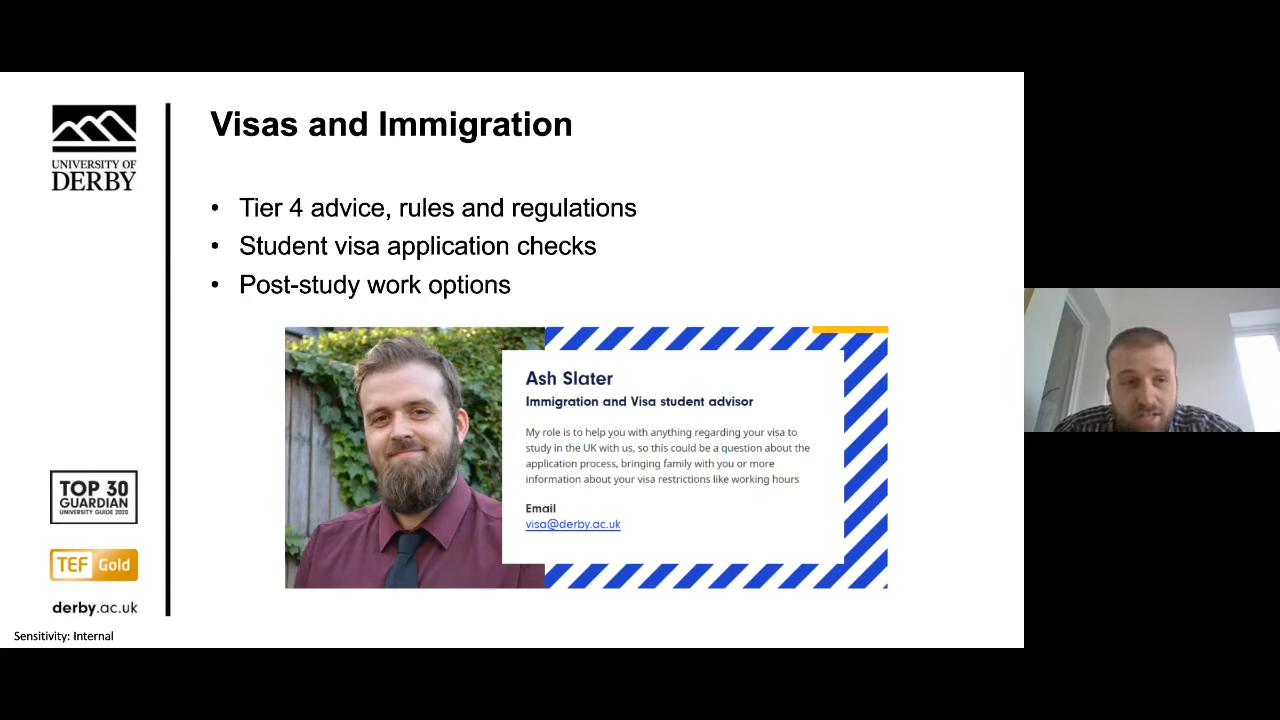 UNIVERSITY OF
DERBY
Visas and Immigration
• Tier 4 advice, rules and regulations
• Student visa application checks
• Post-study work options
Ash Slater
Immigration and Visa student advisor
My role is to help you with anything regarding your visa to
study in the UK with us, so this could be a question about the
application process, bringing family with you or more
information about your visa restrictions like working hours
Email
visa@derby.ac.uk
TOP 30
GUARDIAN
UNIVERSITY GUIDE 2020
TEF Gold
derby.ac.uk
Sensitivity: Internal